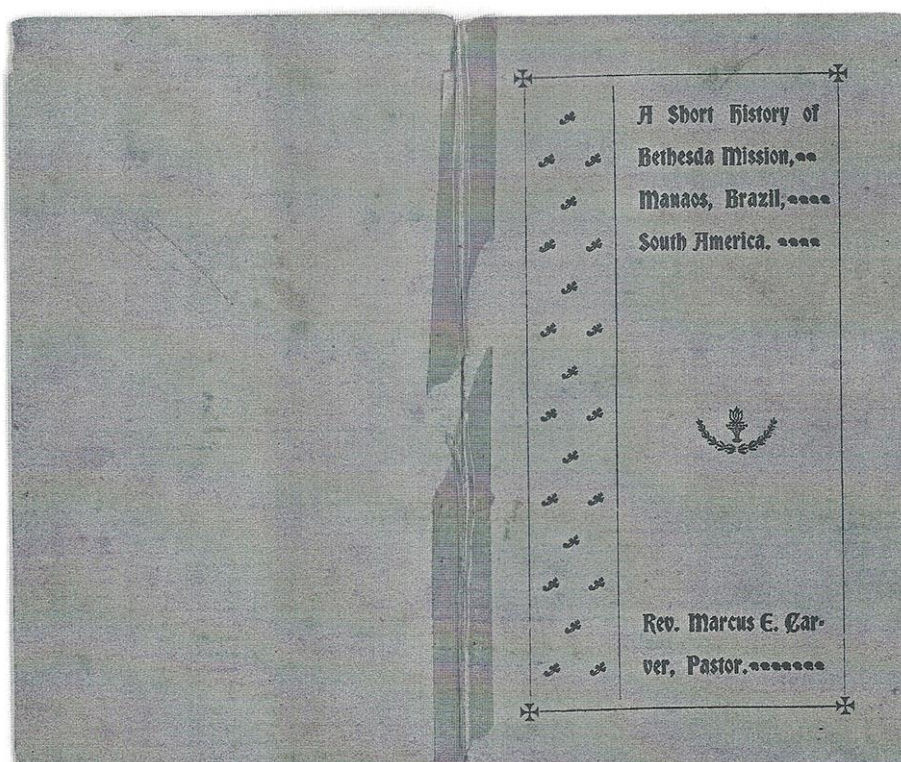 A Short History of
Bethesda Mission,
Manaos, Brazil,
South America.
Rev. Marcus E. Car-
ver, Pastor.